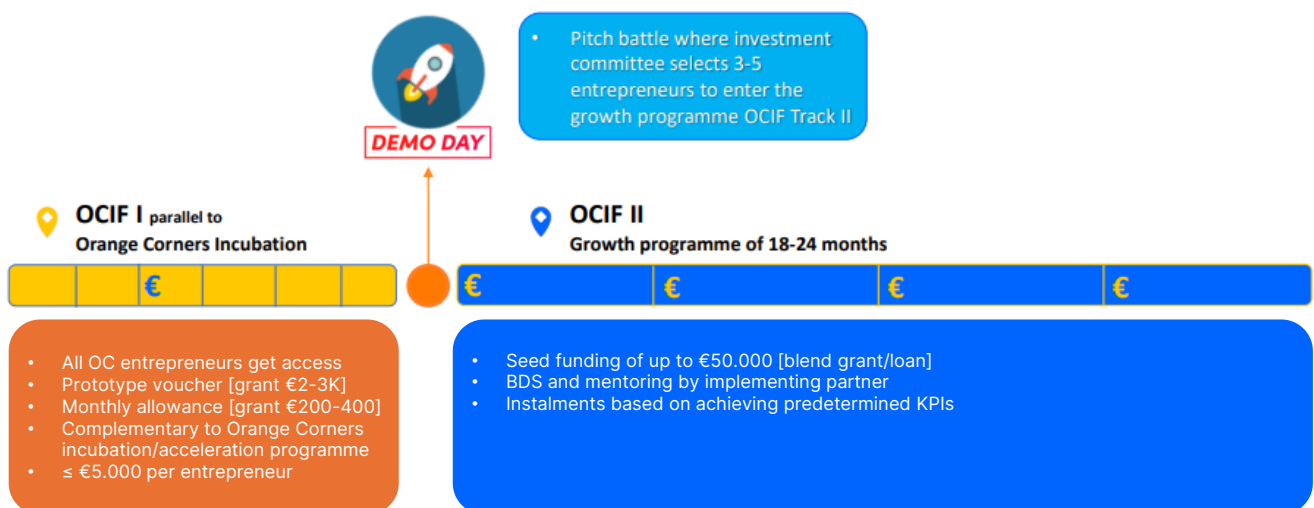 • Pitch battle where investment
committee selects 3-5
entrepreneurs to enter the
growth programme OCIF Track II
DEMO DAY
OCIF I parallel to
Orange Corners Incubation
OCIF II
Growth programme of 18-24 months
€
€
€
€
€
• All OC entrepreneurs get access
• Prototype voucher [grant €2-3K]
• Monthly allowance [grant €200-400]
• Complementary to Orange Corners
incubation/acceleration programme
• ≤ €5.000 per entrepreneur
• Seed funding of up to €50.000 [blend grant/loan]
• BDS and mentoring by implementing partner
• Instalments based on achieving predetermined KPIs